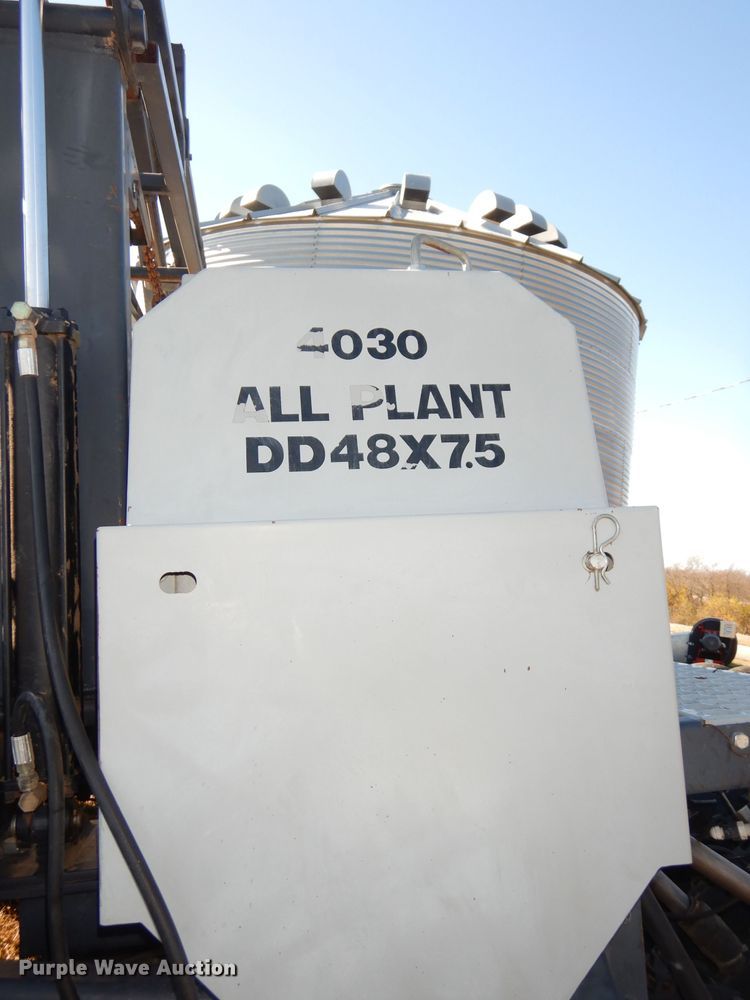 4030
ALL PLANT
DD48X7.5
Purple Wave Auction®